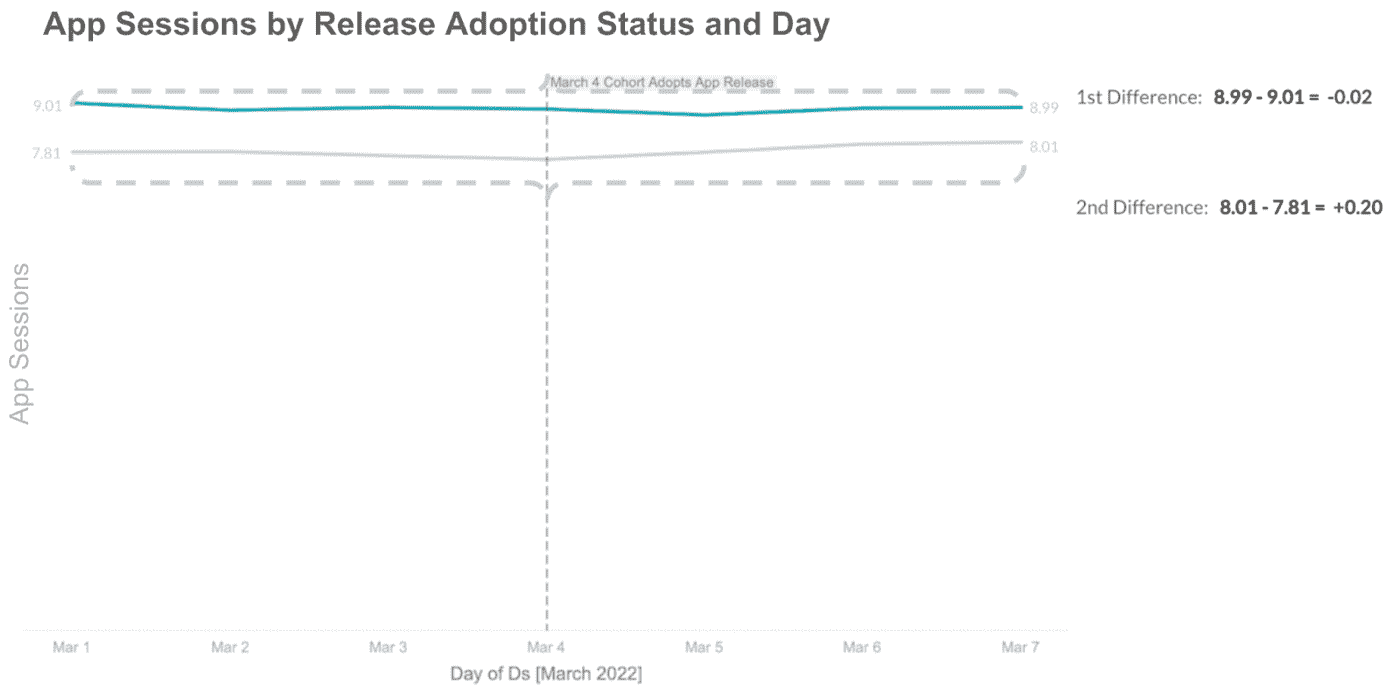 App Sessions by Release Adoption Status and Day
March 4 Cohort Adopts App Release
9.01
8.99
1st Difference: 8.99 - 9.01 = -0.02
7.81
8.01
2nd Difference: 8.01 - 7.81 = +0.20
App Sessions
Mar 1 Mar 2 Mar 3 Mar 4 Mar 5 Mar 6 Mar 7
Day of Ds [March 2022]